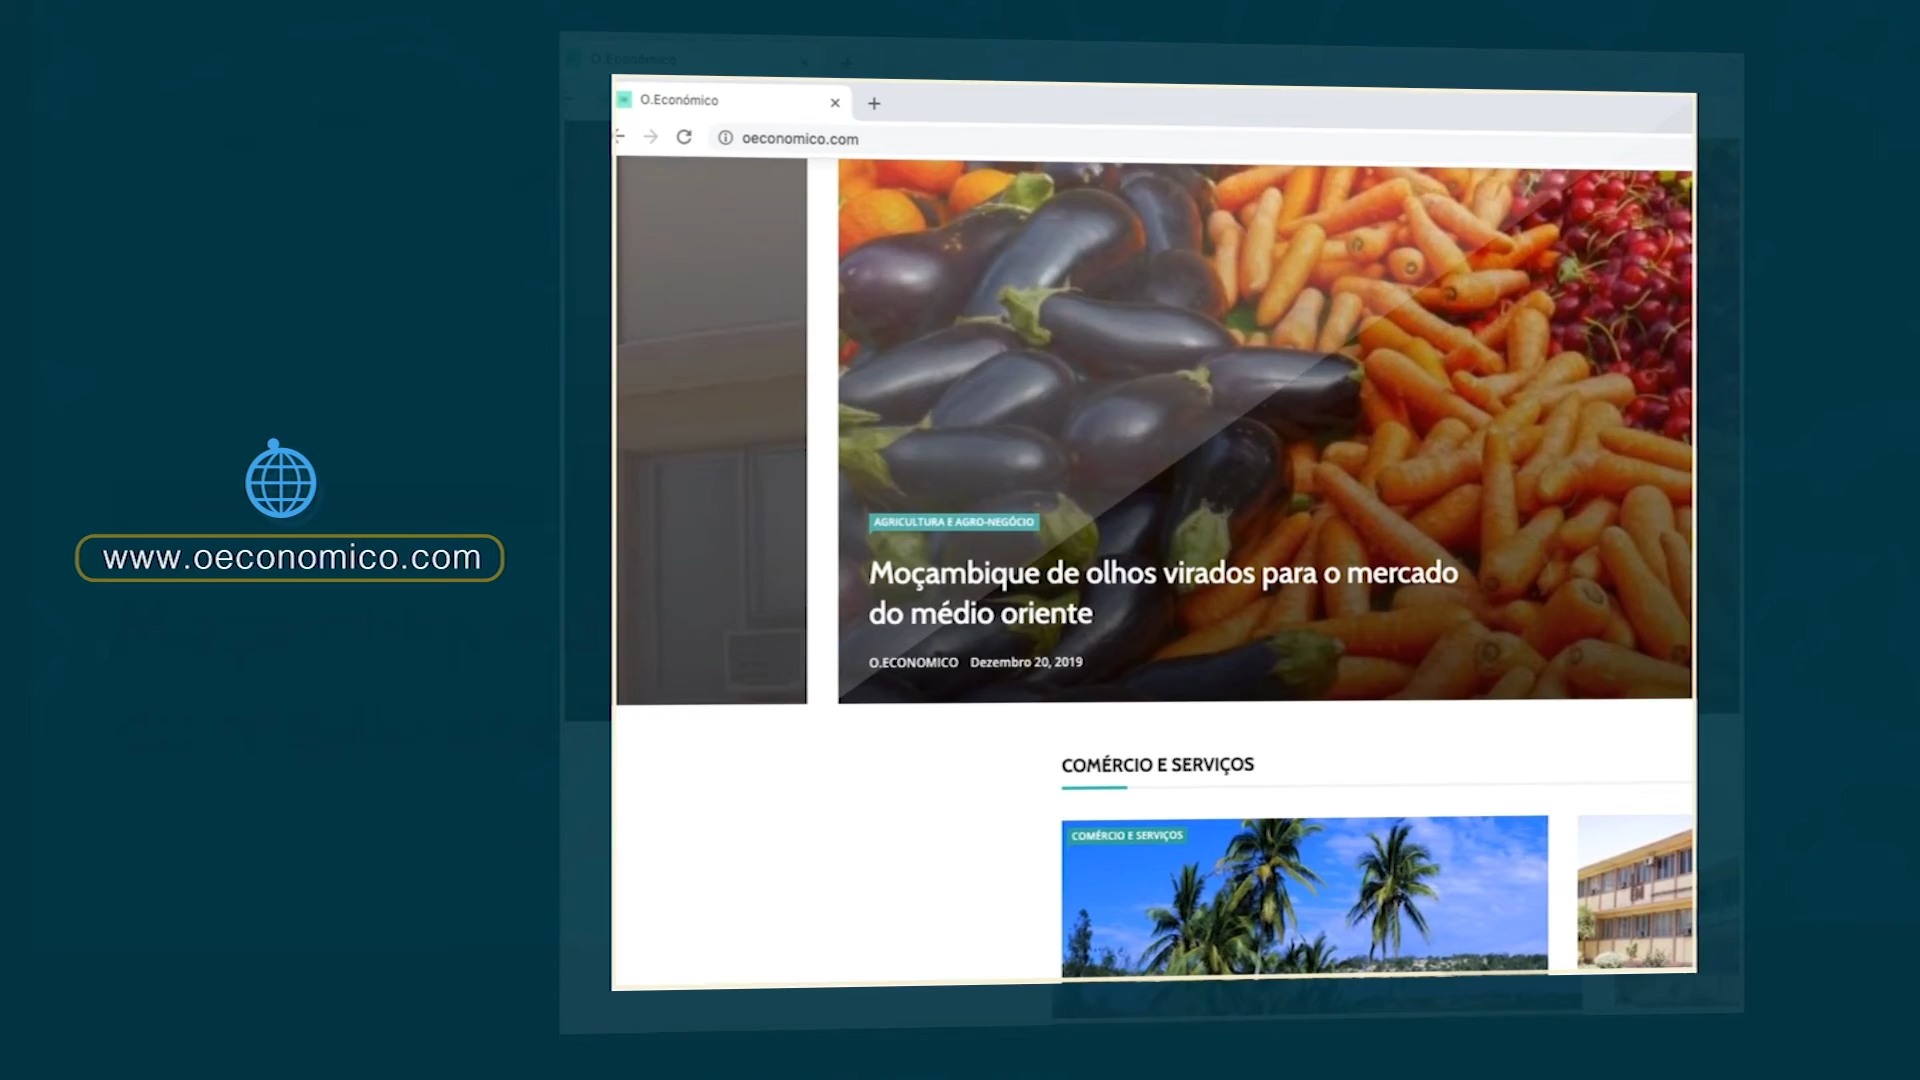 O.Económico
oeconomico.com
www.oeconomico.com
AGRICULTURA E AGRO-NEGÓCIO
Moçambique de olhos virados para o mercado
do médio oriente
O.ECONOMICO Dezembro 20, 2019
COMÉRCIO E SERVIÇOS
COMÉRCIO E SERVIÇOS